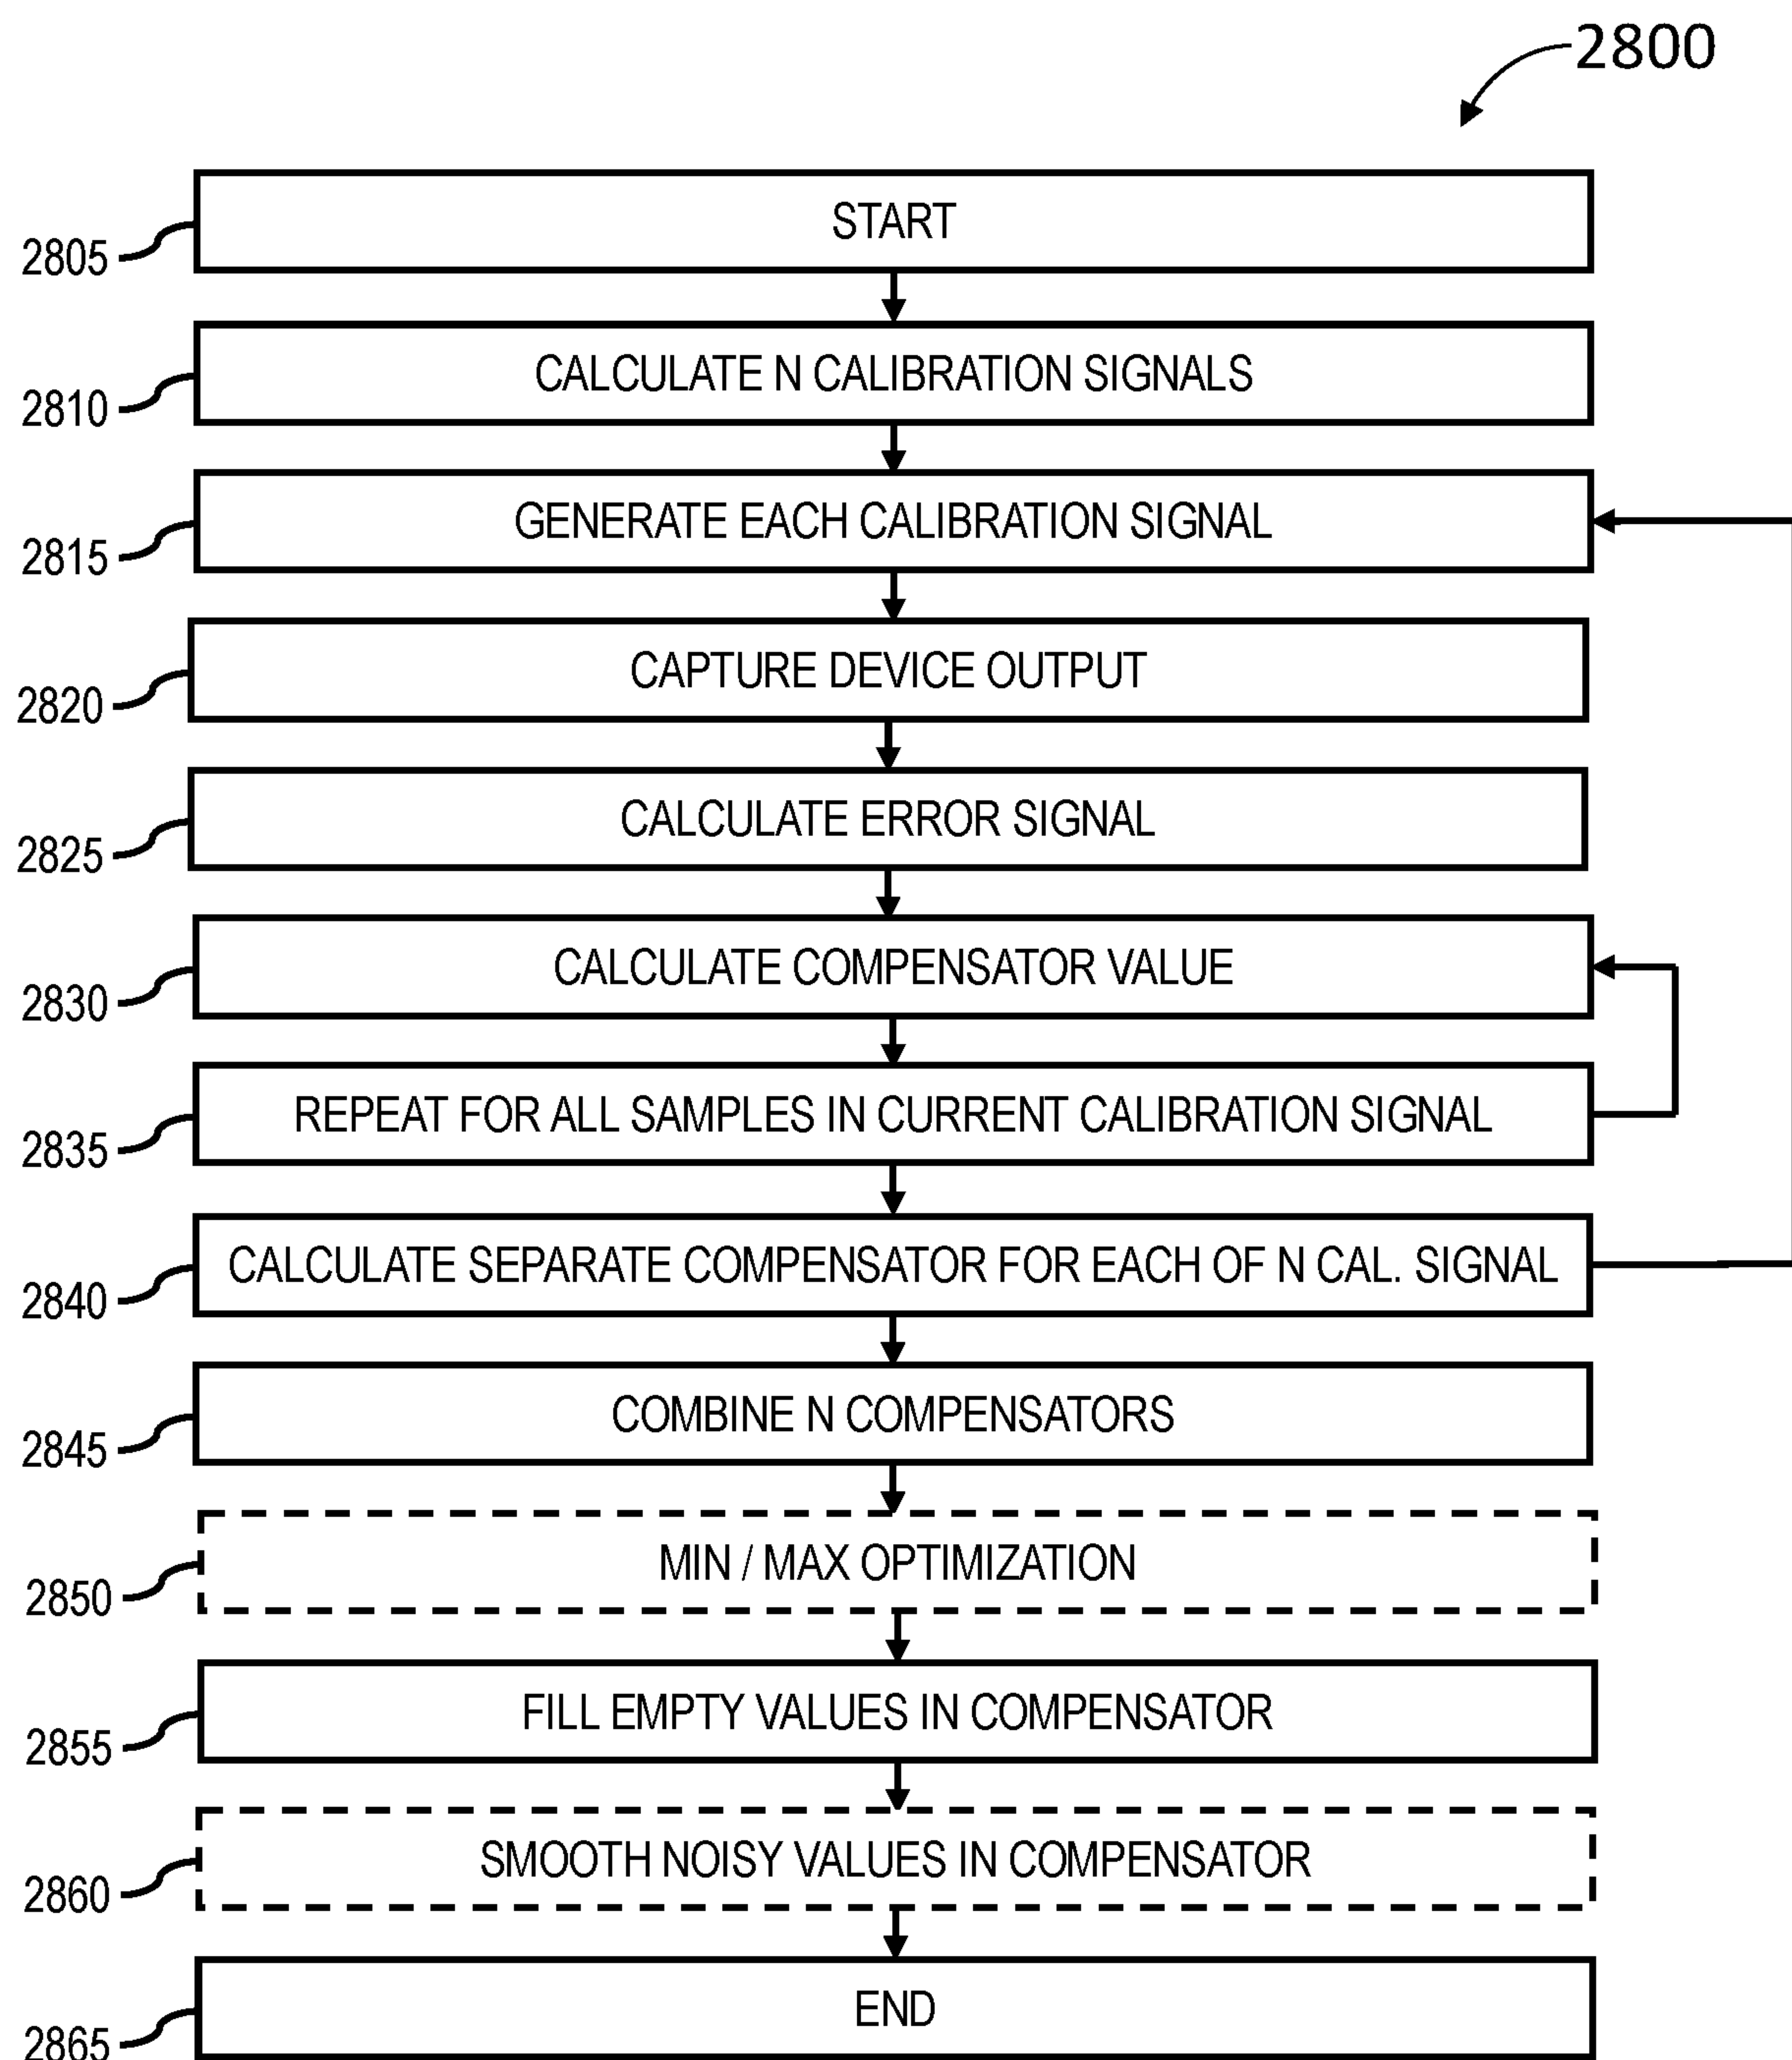 2800
START
2805
CALCULATE N CALIBRATION SIGNALS
2810
GENERATE EACH CALIBRATION SIGNAL
2815
CAPTURE DEVICE OUTPUT
2820
CALCULATE ERROR SIGNAL
2825
CALCULATE COMPENSATOR VALUE
2830
REPEAT FOR ALL SAMPLES IN CURRENT CALIBRATION SIGNAL
2835
CALCULATE SEPARATE COMPENSATOR FOR EACH OF N CAL. SIGNAL
2840
COMBINE N COMPENSATORS
2845
MIN / MAX OPTIMIZATION
2850
FILL EMPTY VALUES IN COMPENSATOR
2855
SMOOTH NOISY VALUES IN COMPENSATOR
2860
END
2865